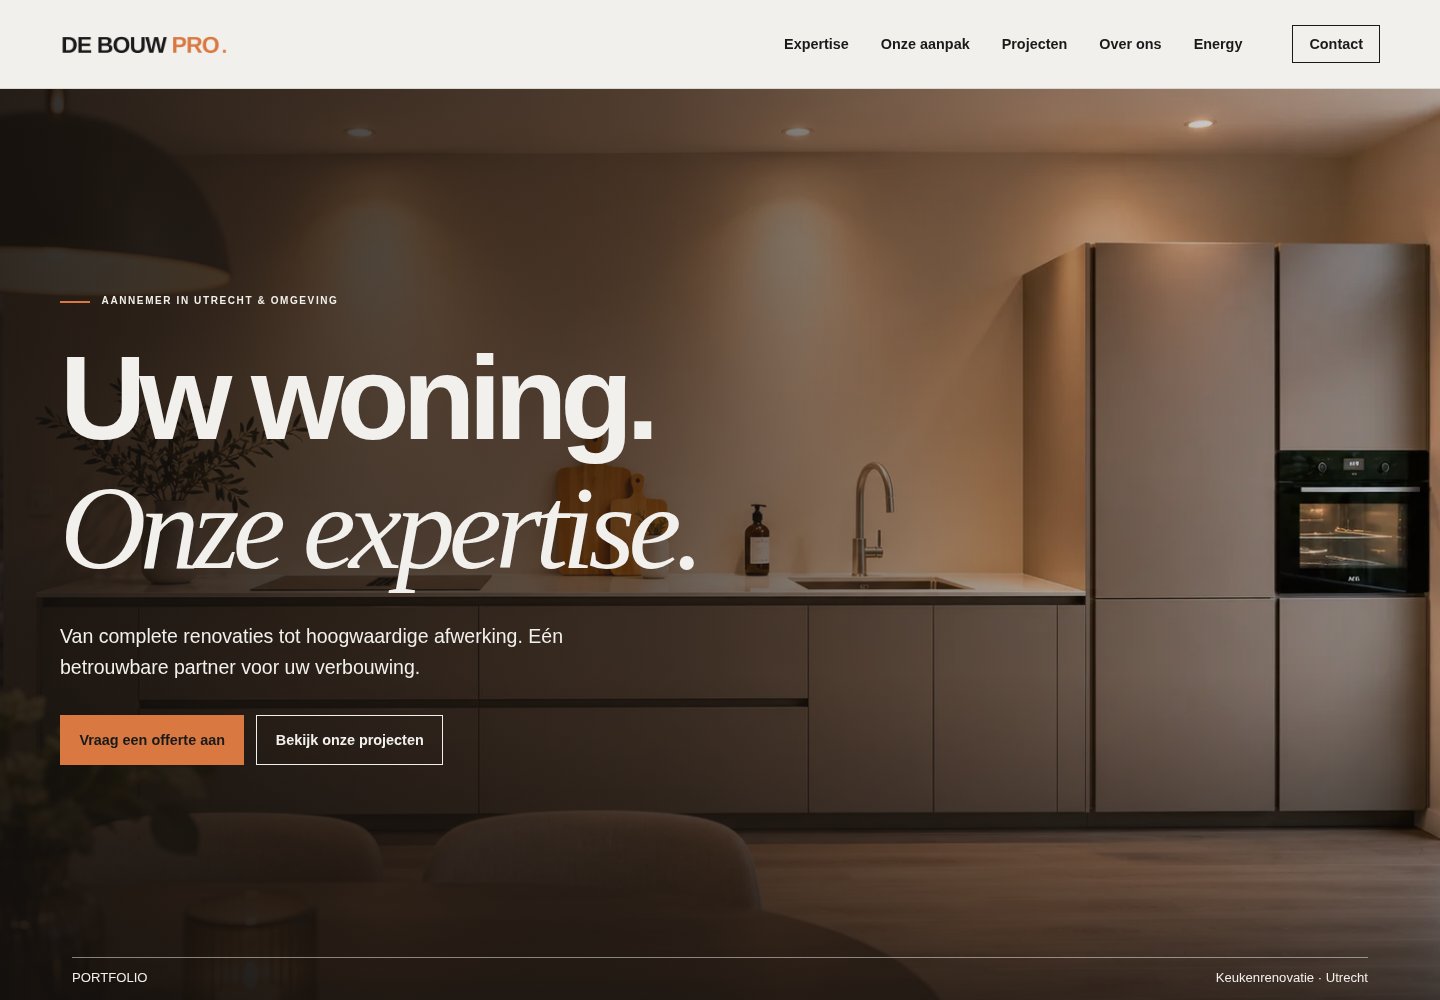 DE BOUW PRO.
Expertise Onze aanpak Projecten Over ons Energy Contact
AANNEMER IN UTRECHT & OMGEVING
Uw woning.
Onze expertise.
Van complete renovaties tot hoogwaardige afwerking. Eén
betrouwbare partner voor uw verbouwing.
Vraag een offerte aan Bekijk onze projecten
PORTFOLIO Keukenrenovatie · Utrecht